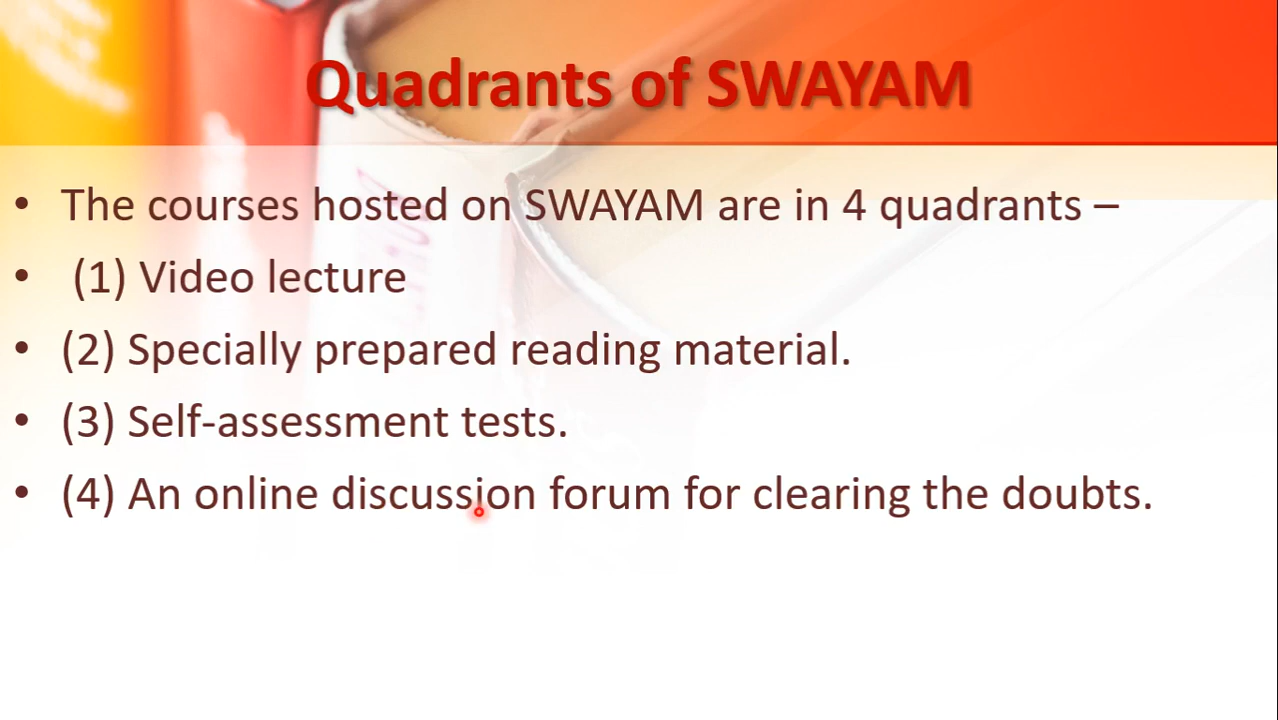 Quadrants of SWAYAM
• The courses hosted on SWAYAM are in 4 quadrants –
• (1) Video lecture
• (2) Specially prepared reading material.
• (3) Self-assessment tests.
• (4) An online discussion forum for clearing the doubts.